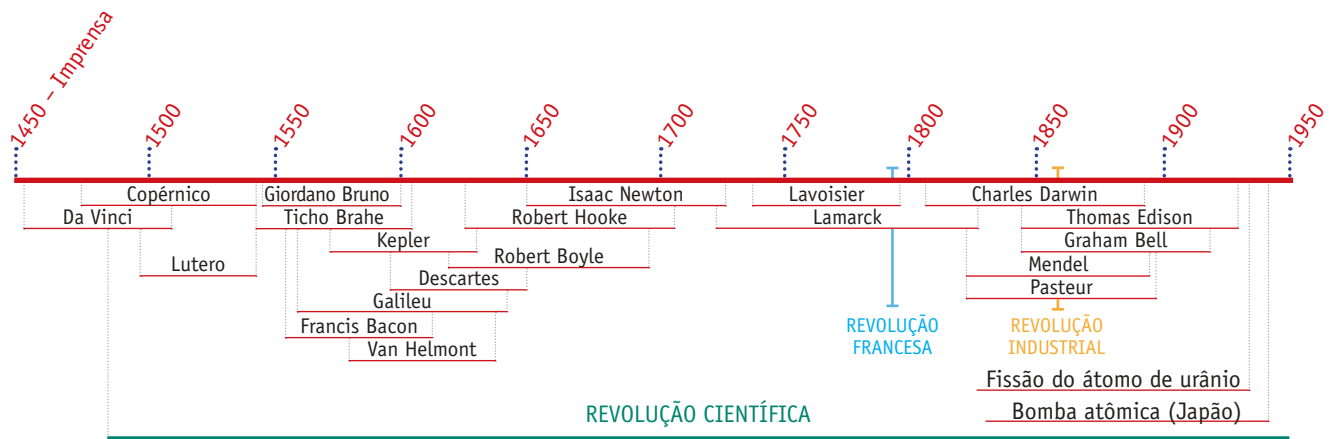 1450 – Imprensa
1500
1550
1600
1650
1700
1750
1800
1850
1900
1950
Copérnico
Giordano Bruno
Isaac Newton
Lavoisier
Charles Darwin
Da Vinci
Ticho Brahe
Robert Hooke
Lamarck
Thomas Edison
Kepler
Graham Bell
Lutero
Robert Boyle
Mendel
Descartes
Pasteur
Galileu
Francis Bacon
Van Helmont
REVOLUÇÃO
FRANCESA
REVOLUÇÃO
INDUSTRIAL
Fissão do átomo de urânio
Bomba atômica (Japão)
REVOLUÇÃO CIENTÍFICA